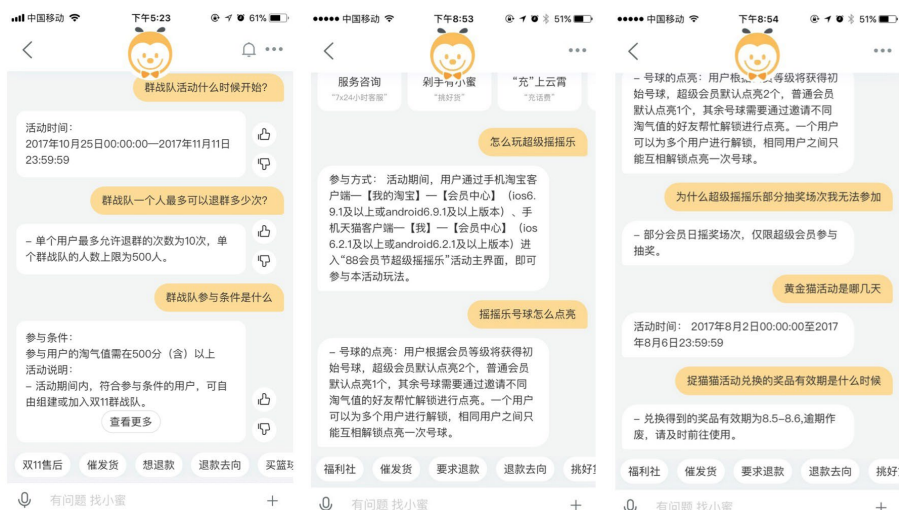 中国移动 下午5:23 61%
群战队活动什么时候开始?
活动时间:
2017年10月25日00:00:00—2017年11月11日
23:59:59
群战队一个人最多可以退群多少次?
– 单个用户最多允许退群的次数为10次,单
个群战队的人数上限为500人。
群战队参与条件是什么
参与条件:
参与用户的淘气值需在500分(含)以上
活动说明:
– 活动期间内,符合参与条件的用户,可自
由组建或加入双11群战队。
查看更多
双11售后 催发货 想退款 退款去向 买篮球
有问题 找小蜜
中国移动 下午8:53 51%
服务咨询 剁手有小蜜 “充”上云霄
“7x24小时客服” “挑好货” “充话费”
怎么玩超级摇摇乐
参与方式: 活动期间,用户通过手机淘宝客
户端—【我的淘宝】—【会员中心】(ios6.
9.1及以上或android6.9.1及以上版本)、手
机天猫客户端—【我】—【会员中心】(ios
6.2.1及以上或android6.2.1及以上版本)进
入“88会员节超级摇摇乐”活动主界面,即可
参与本活动玩法。
摇摇乐号球怎么点亮
– 号球的点亮:用户根据会员等级将获得初
始号球,超级会员默认点亮2个,普通会员
默认点亮1个,其余号球需要通过邀请不同
淘气值的好友帮忙解锁进行点亮。一个用户
可以为多个用户进行解锁,相同用户之间只
能互相解锁点亮一次号球。
福利社 催发货 要求退款 退款去向 挑好
有问题 找小蜜
中国移动 下午8:54 51%
– 号球的点亮:用户根 员等级将获得初
始号球,超级会员默认点亮2个,普通会员
默认点亮1个,其余号球需要通过邀请不同
淘气值的好友帮忙解锁进行点亮。一个用户
可以为多个用户进行解锁,相同用户之间只
能互相解锁点亮一次号球。
为什么超级摇摇乐部分抽奖场次我无法参加
– 部分会员日摇奖场次,仅限超级会员参与
抽奖。
黄金猫活动是哪几天
活动时间: 2017年8月2日00:00:00至2017
年8月6日23:59:59
捉猫猫活动兑换的奖品有效期是什么时候
– 兑换得到的奖品有效期为8.5–8.6,逾期作
废,请及时前往使用。
福利社 催发货 要求退款 退款去向 挑好
有问题 找小蜜